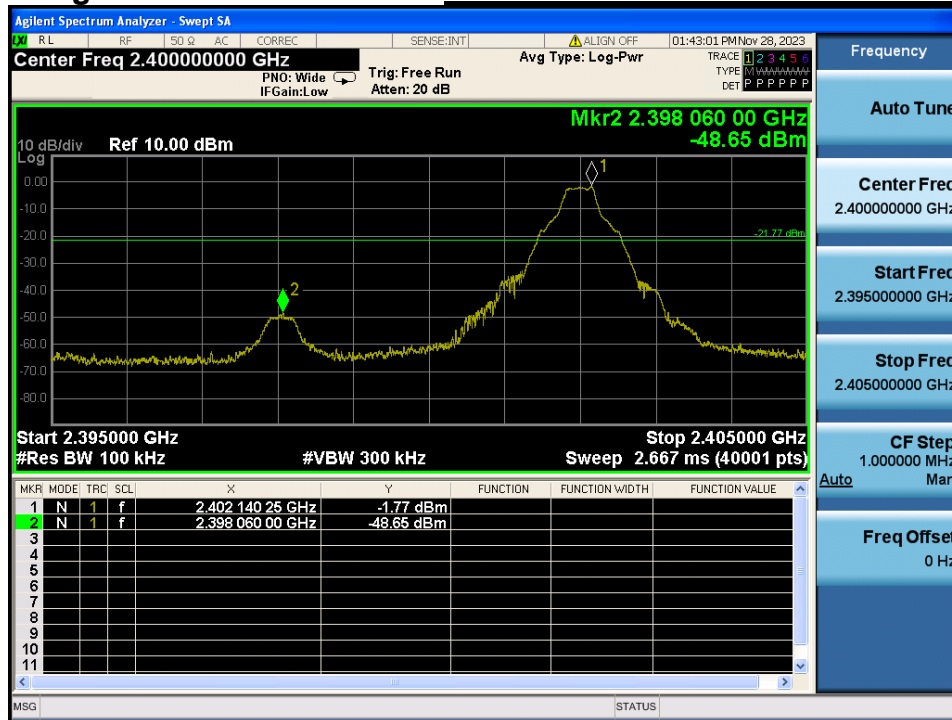 Agilent Spectrum Analyzer - Swept SA
LXI RL RF 50 Ω AC CORREC SENSE:INT ALIGN OFF 01:43:01 PM Nov 28, 2023
Center Freq 2.400000000 GHz
PNO: Wide
IFGain:Low
Trig: Free Run
Atten: 20 dB
Avg Type: Log-Pwr
TRACE 1 2 3 4 5 6
TYPE M W W W W W
DET P P P P P P
Mkr2 2.398 060 00 GHz
-48.65 dBm
10 dB/div Ref 10.00 dBm
Log
0.00
-10.0
-20.0
-30.0
-40.0
-50.0
-60.0
-70.0
-80.0
1
-21.77 dBm
2
Start 2.395000 GHz Stop 2.405000 GHz
#Res BW 100 kHz #VBW 300 kHz Sweep 2.667 ms (40001 pts)
MKR MODE TRC SCL X Y FUNCTION FUNCTION WIDTH FUNCTION VALUE
1 N 1 f 2.402 140 25 GHz -1.77 dBm
2 N 1 f 2.398 060 00 GHz -48.65 dBm
3
4
5
6
7
8
9
10
11
MSG STATUS
Frequency
Auto Tune
Center Freq
2.400000000 GHz
Start Freq
2.395000000 GHz
Stop Freq
2.405000000 GHz
CF Step
1.000000 MHz
Auto Man
Freq Offset
0 Hz